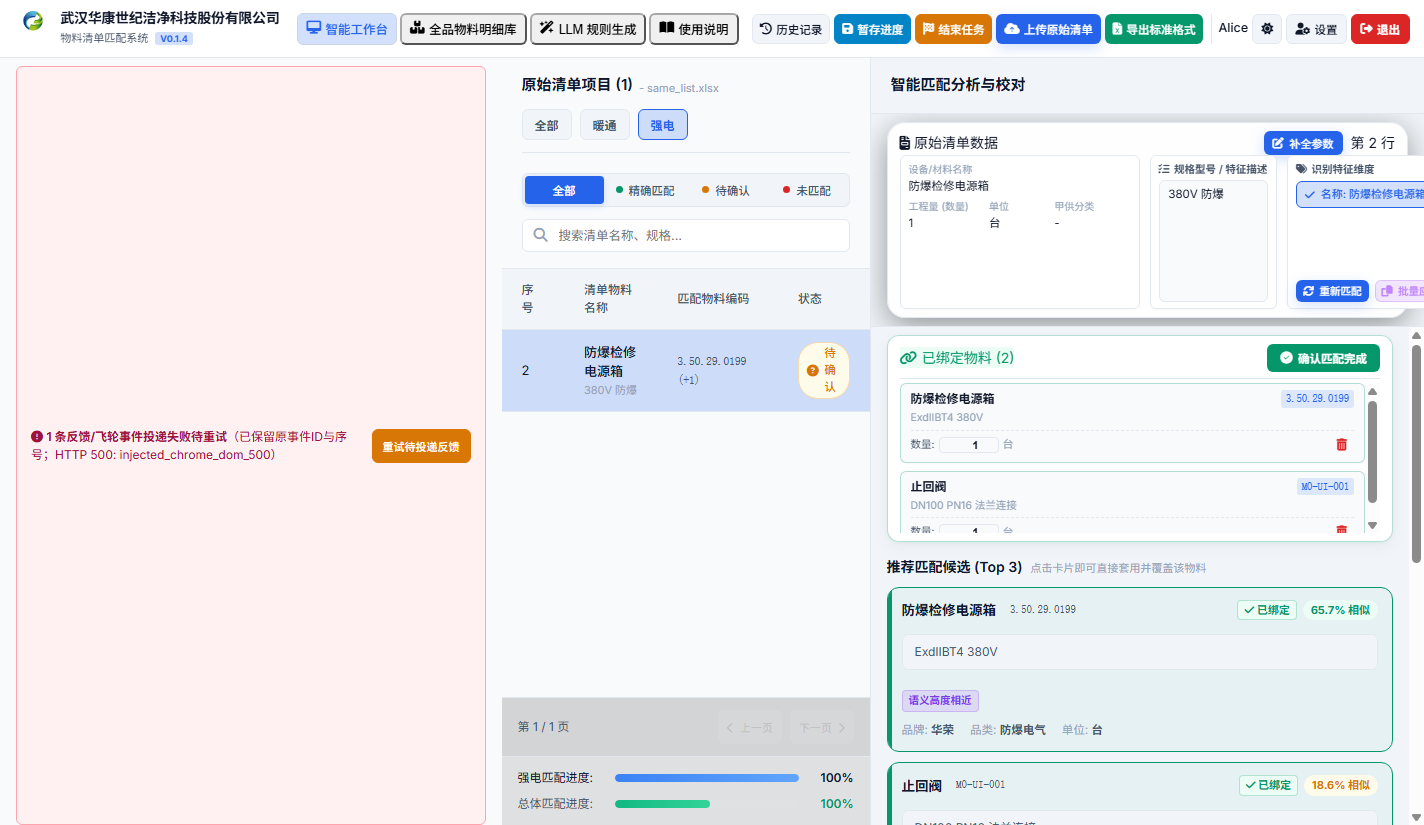 武汉华康世纪洁净科技股份有限公司
物料清单匹配系统 V0.1.4
智能工作台
全品物料明细库
LLM 规则生成
使用说明
历史记录
暂存进度
结束任务
上传原始清单
导出标准格式
Alice
设置
退出
1 条反馈/飞轮事件投递失败待重试（已保留原事件ID与序
号；HTTP 500: injected_chrome_dom_500）
重试待投递反馈
原始清单项目 (1) - same_list.xlsx
全部 暖通 强电
全部 精确匹配 待确认 未匹配
搜索清单名称、规格...
序
号
清单物料
名称
匹配物料编码
状态
2
防爆检修
电源箱
380V 防爆
3.50.29.0199
(+1)
待
确
认
第 1 / 1 页
上一页 下一页
强电匹配进度: 100%
总体匹配进度: 100%
智能匹配分析与校对
原始清单数据
补全参数 第 2 行
设备/材料名称
防爆检修电源箱
工程量 (数量) 单位 甲供分类
1 台 -
规格型号 / 特征描述
380V 防爆
识别特征维度
名称: 防爆检修电源箱
重新匹配
批量
已绑定物料 (2)
确认匹配完成
防爆检修电源箱 3.50.29.0199
ExdIIBT4 380V
数量: 1 台
止回阀 MO-UI-001
DN100 PN16 法兰连接
数量: 1 台
推荐匹配候选 (Top 3) 点击卡片即可直接套用并覆盖该物料
防爆检修电源箱 3.50.29.0199 已绑定 65.7% 相似
ExdIIBT4 380V
语义高度相近
品牌: 华荣 品类: 防爆电气 单位: 台
止回阀 MO-UI-001 已绑定 18.6% 相似
DN100 PN16 法兰连接